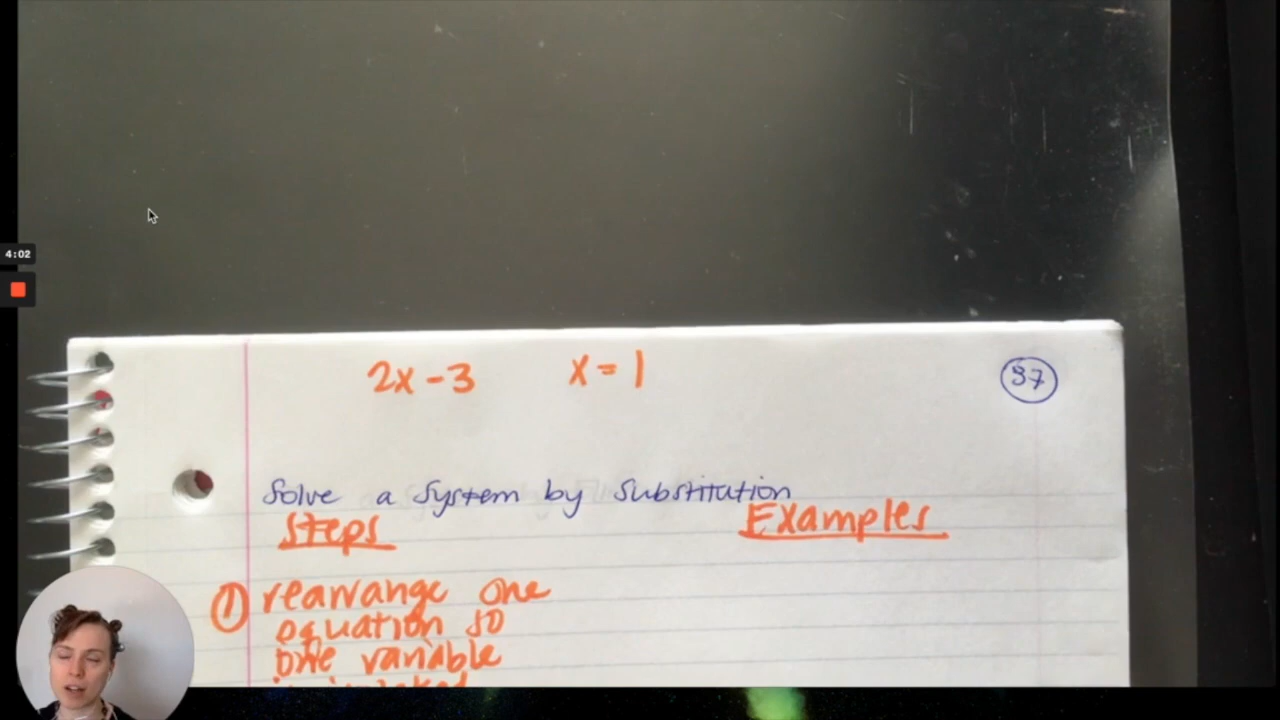 4:02
2x - 3 x = 1
37
Solve a System by Substitution
Steps
Examples
① rearrange one
equation so
one variable